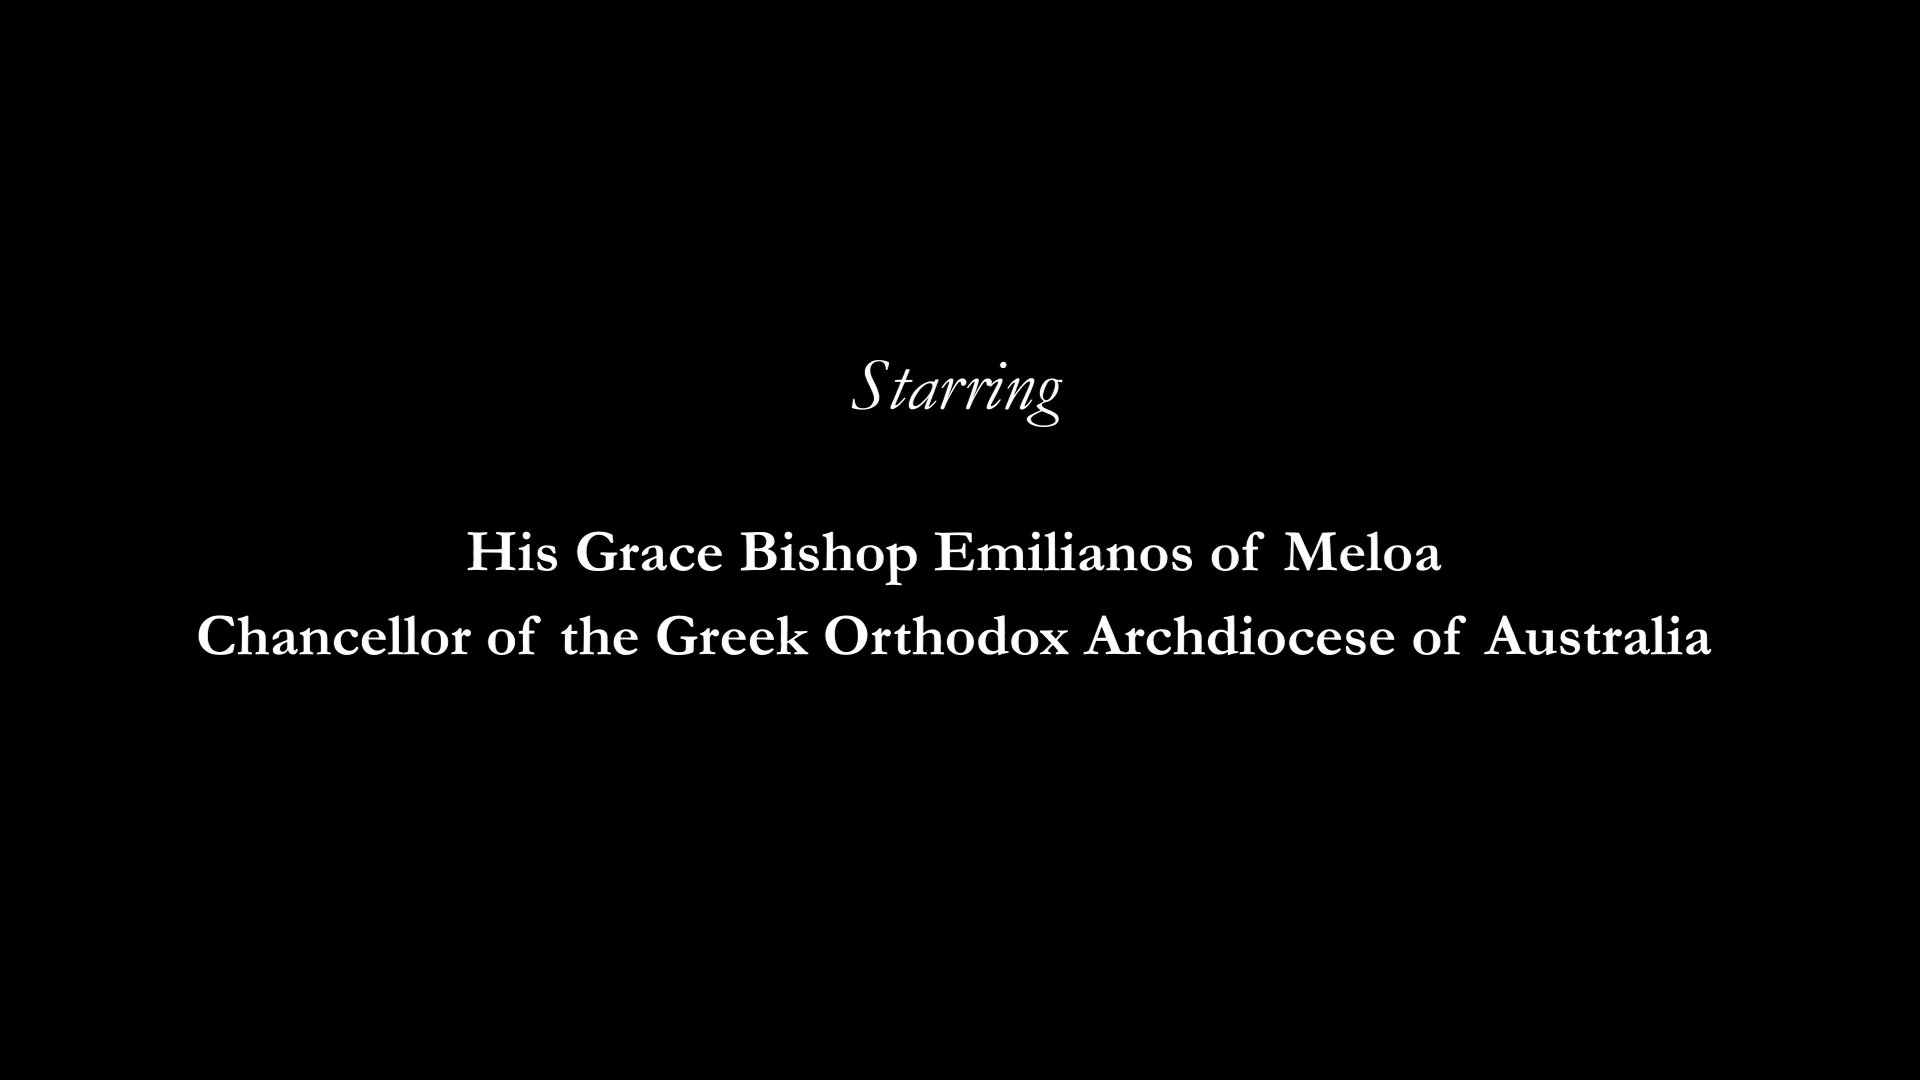 Starring
His Grace Bishop Emilianos of Meloa
Chancellor of the Greek Orthodox Archdiocese of Australia